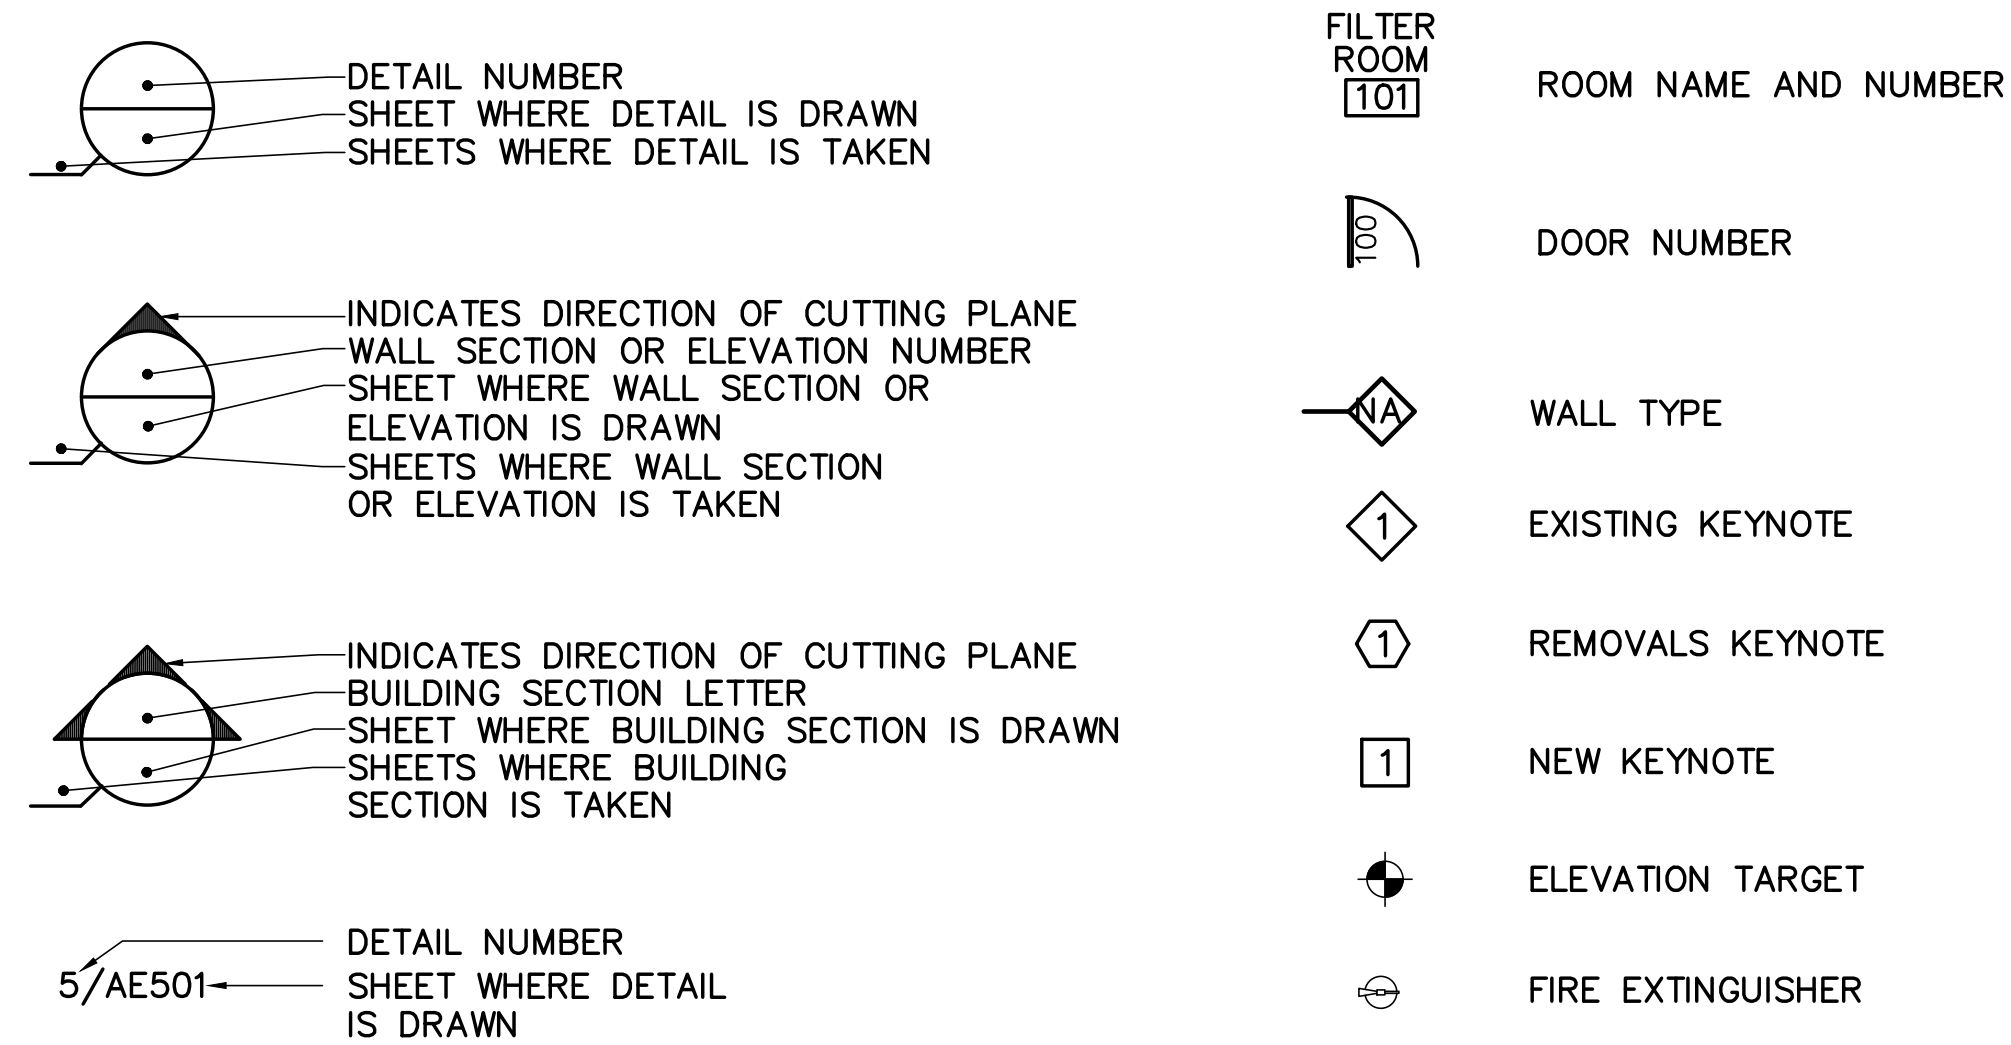 DETAIL NUMBER
SHEET WHERE DETAIL IS DRAWN
SHEETS WHERE DETAIL IS TAKEN
INDICATES DIRECTION OF CUTTING PLANE
WALL SECTION OR ELEVATION NUMBER
SHEET WHERE WALL SECTION OR
ELEVATION IS DRAWN
SHEETS WHERE WALL SECTION
OR ELEVATION IS TAKEN
INDICATES DIRECTION OF CUTTING PLANE
BUILDING SECTION LETTER
SHEET WHERE BUILDING SECTION IS DRAWN
SHEETS WHERE BUILDING
SECTION IS TAKEN
DETAIL NUMBER
5/AE501
SHEET WHERE DETAIL
IS DRAWN
FILTER
ROOM
101
ROOM NAME AND NUMBER
100
DOOR NUMBER
NA
WALL TYPE
1
EXISTING KEYNOTE
1
REMOVALS KEYNOTE
1
NEW KEYNOTE
ELEVATION TARGET
FIRE EXTINGUISHER